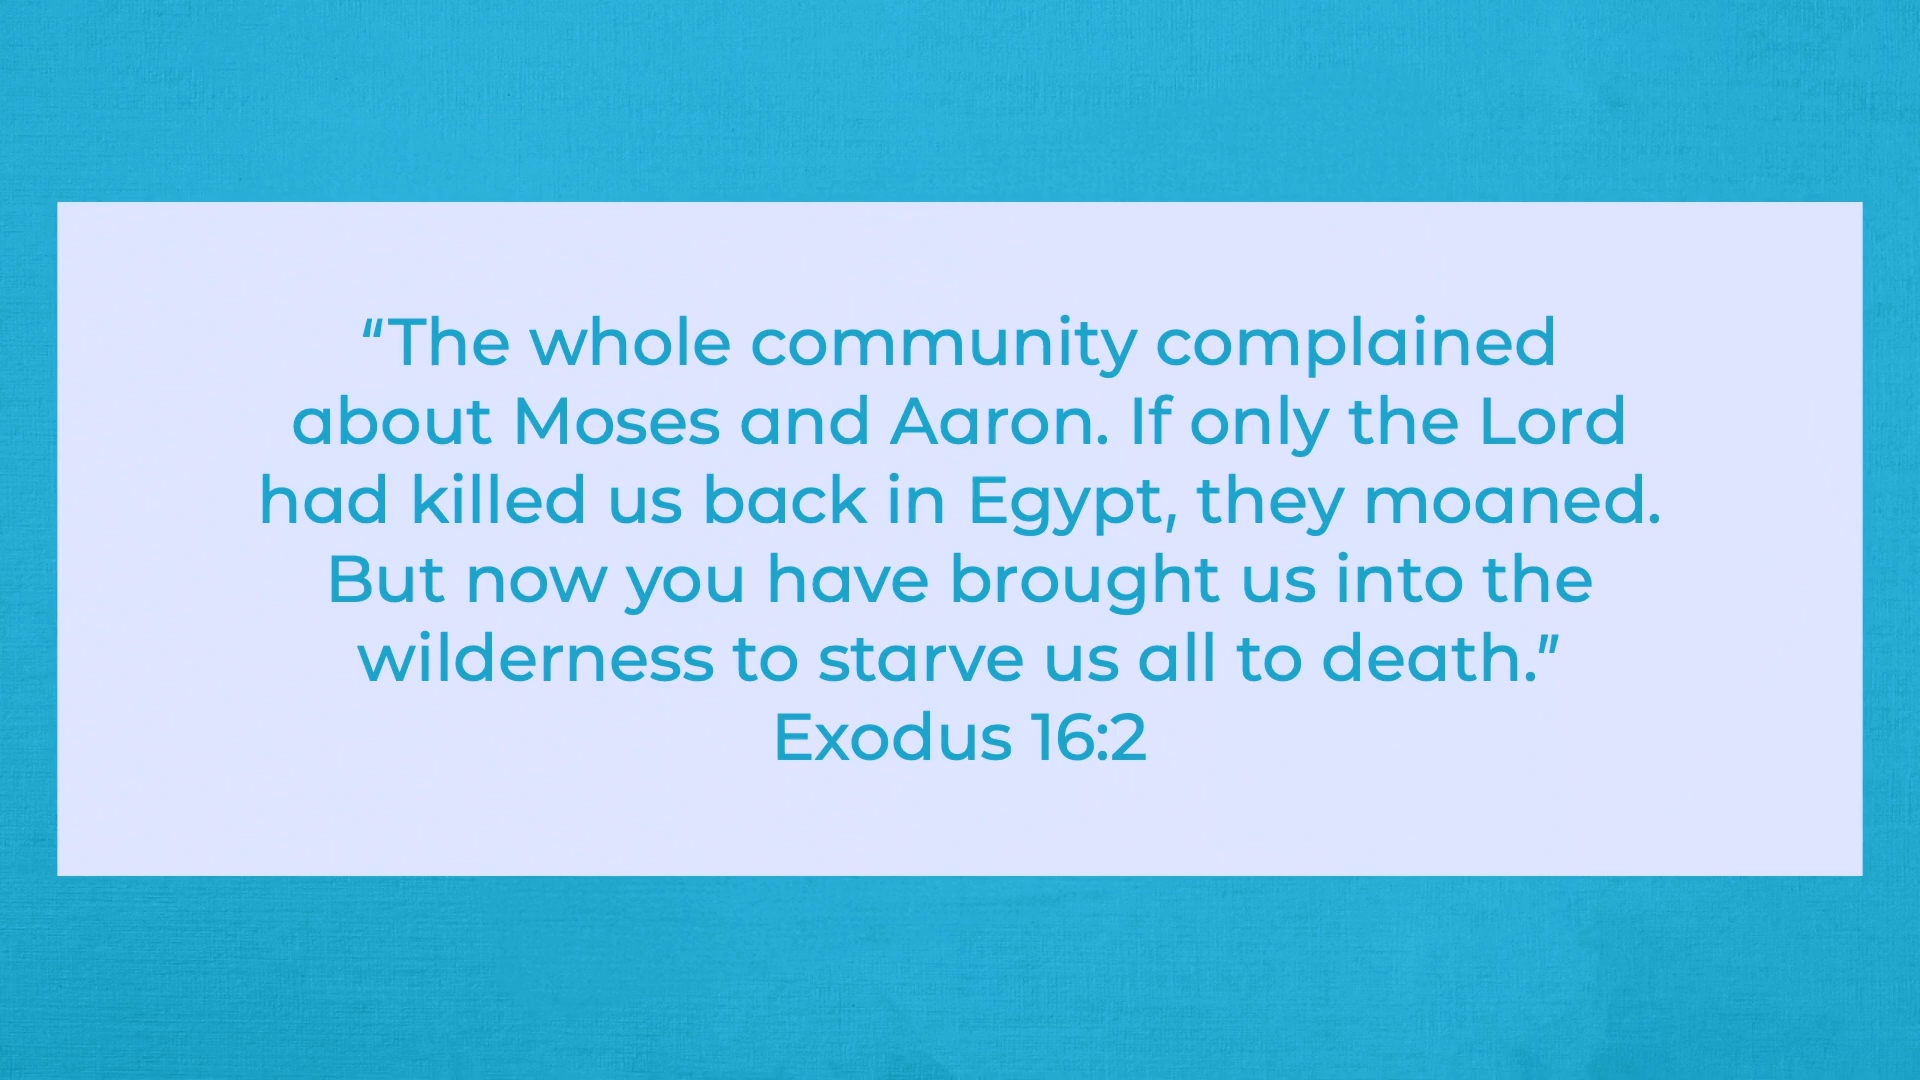 “The whole community complained
about Moses and Aaron. If only the Lord
had killed us back in Egypt, they moaned.
But now you have brought us into the
wilderness to starve us all to death.”
Exodus 16:2